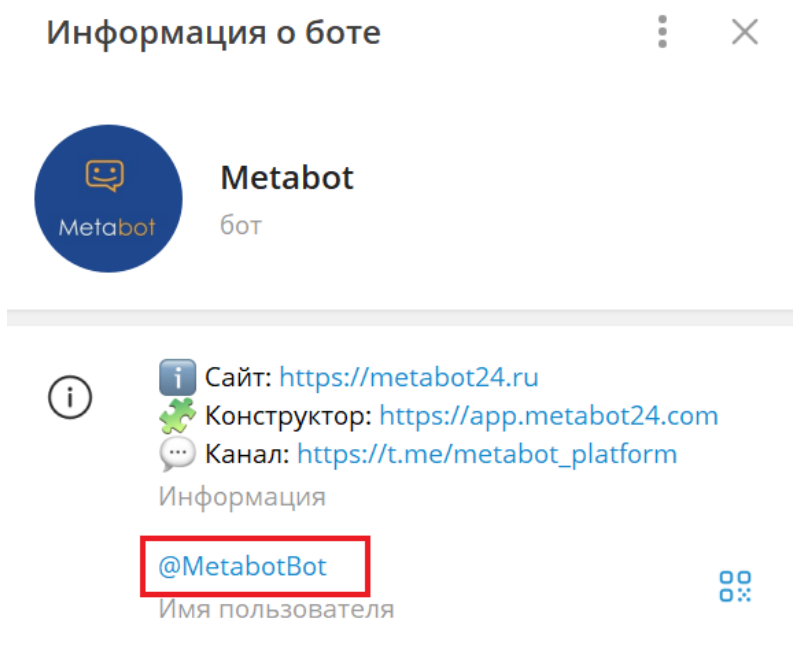 Информация о боте
Metabot
Metabot
бот
Сайт: https://metabot24.ru
Конструктор: https://app.metabot24.com
Канал: https://t.me/metabot_platform
Информация
@MetabotBot
Имя пользователя